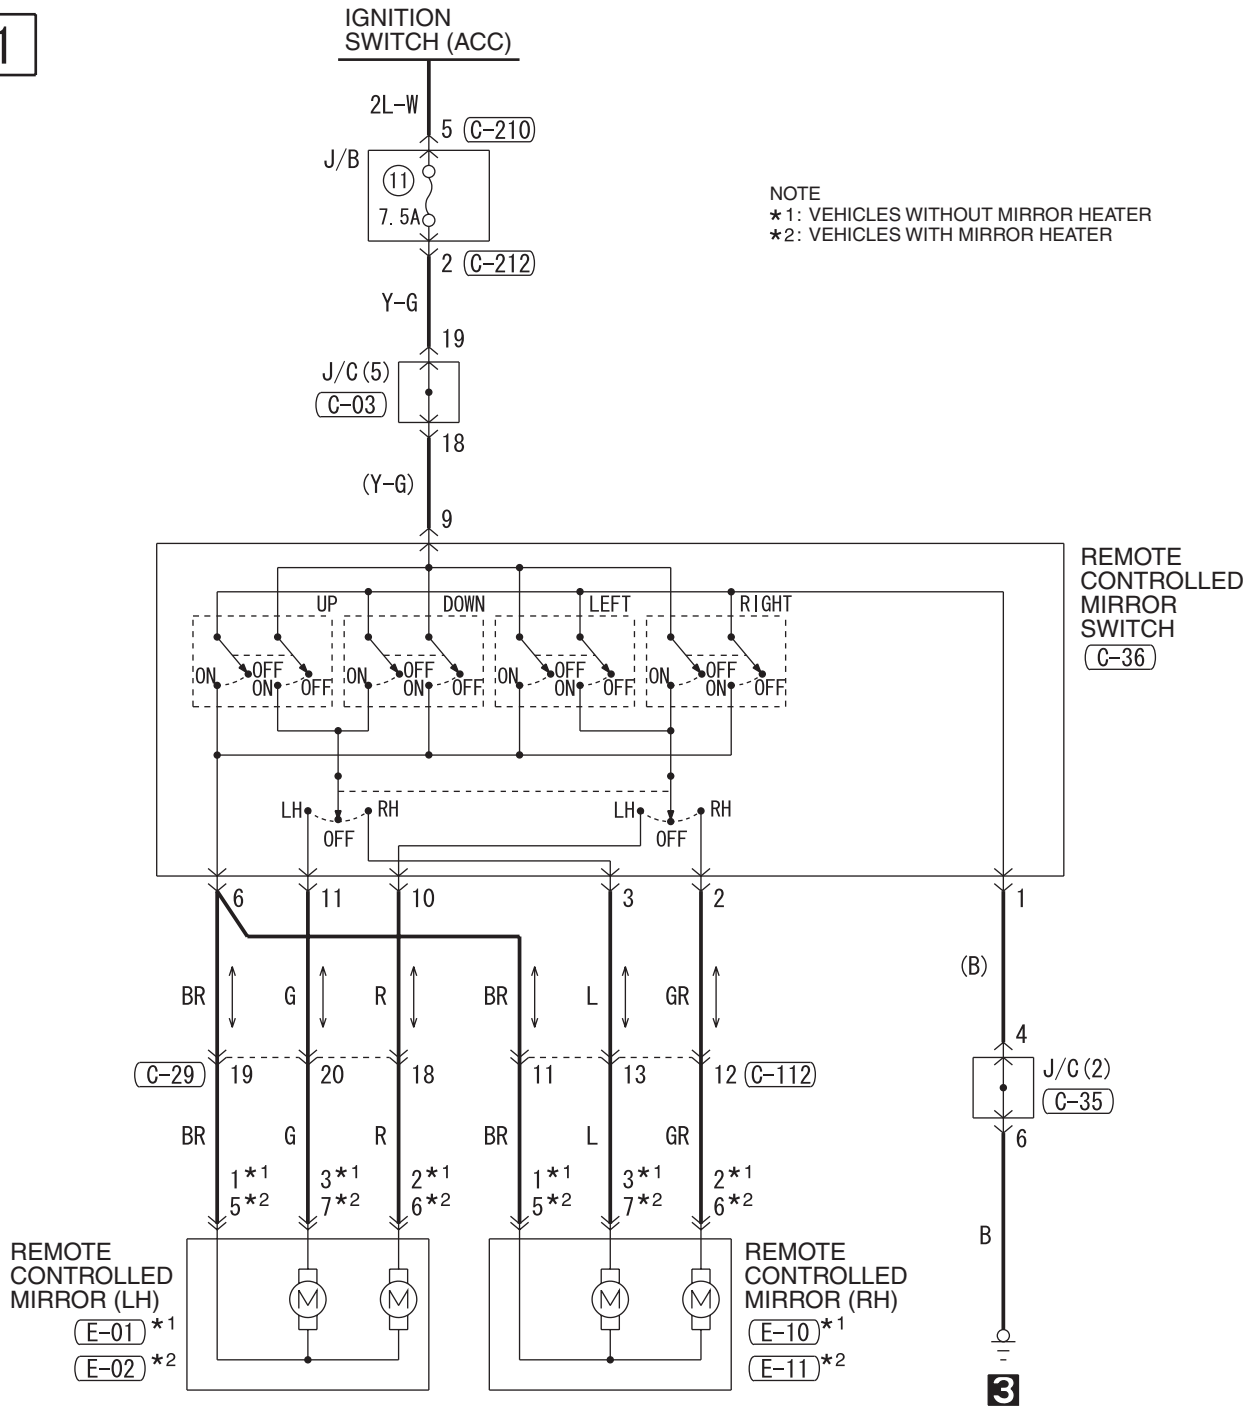 1
IGNITION
SWITCH (ACC)
2L-W
5 C-210
J/B
11
7.5A
NOTE
*1: VEHICLES WITHOUT MIRROR HEATER
*2: VEHICLES WITH MIRROR HEATER
2 C-212
Y-G
19
J/C(5)
C-03
18
(Y-G)
9
REMOTE
CONTROLLED
MIRROR
SWITCH
C-36
UP DOWN LEFT RIGHT
ON OFF ON OFF ON OFF ON OFF ON OFF ON OFF ON OFF ON OFF
LH RH LH RH
OFF OFF
6 11 10 3 2 1
(B)
BR G R BR L GR
4
C-29 19 20 18 11 13 12 C-112
J/C(2)
C-35
6
BR G R BR L GR
1*1 3*1 2*1 1*1 3*1 2*1
5*2 7*2 6*2 5*2 7*2 6*2
B
REMOTE
CONTROLLED
MIRROR (LH)
E-01 *1
E-02 *2
M M M M
REMOTE
CONTROLLED
MIRROR (RH)
E-10 *1
E-11 *2
3